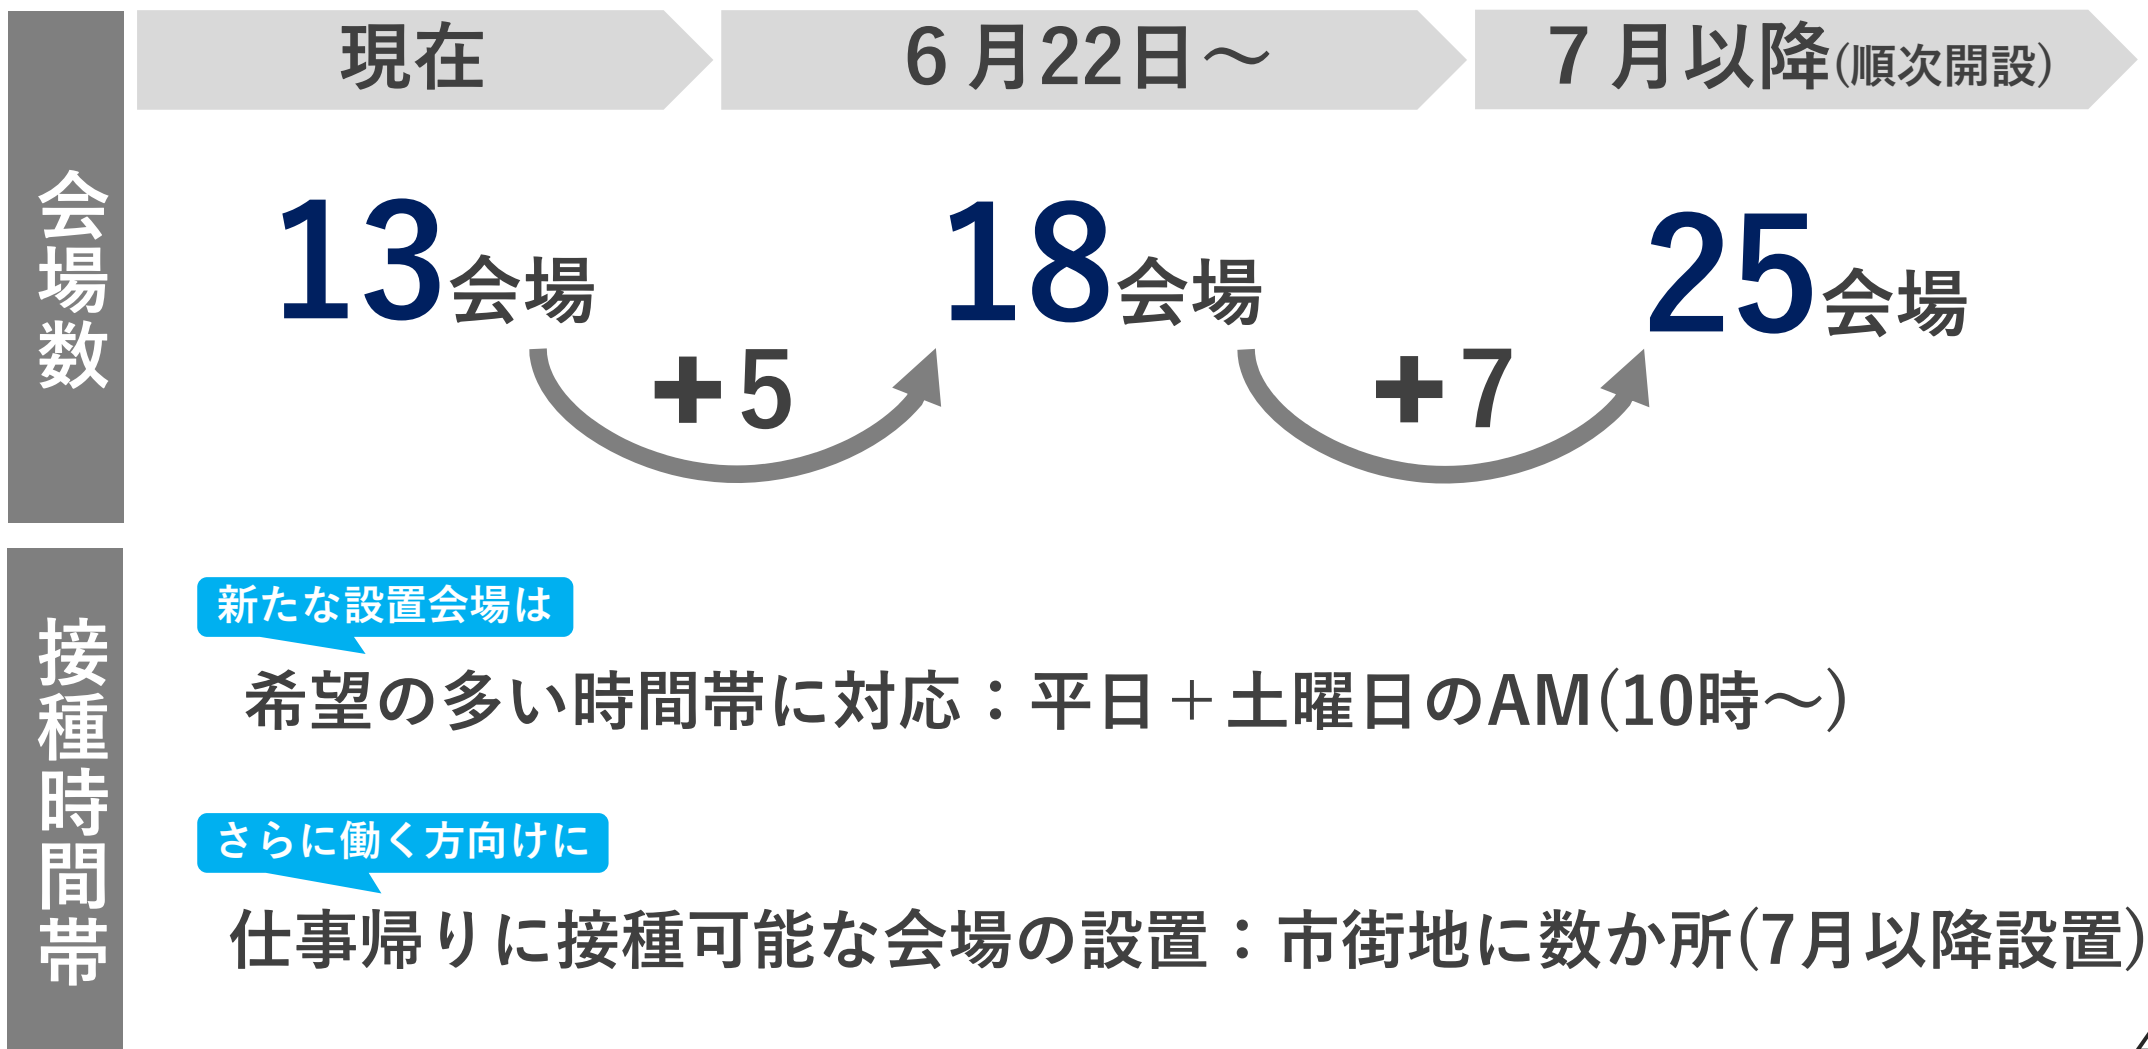 現在
6月22日～
7月以降(順次開設)
会場数
13会場
18会場
25会場
+5
+7
接種時間帯
新たな設置会場は
希望の多い時間帯に対応：平日＋土曜日のAM(10時～)
さらに働く方向けに
仕事帰りに接種可能な会場の設置：市街地に数か所(7月以降設置)